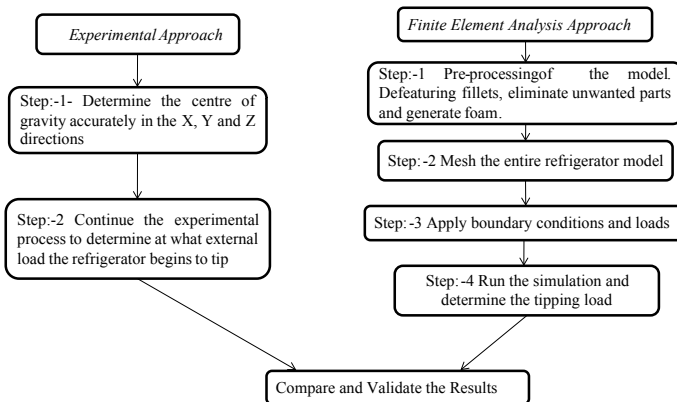 Experimental Approach
Step:-1- Determine the centre of
gravity accurately in the X, Y and Z
directions
Step:-2 Continue the experimental
process to determine at what external
load the refrigerator begins to tip
Finite Element Analysis Approach
Step:-1 Pre-processingof the model.
Defeaturing fillets, eliminate unwanted parts
and generate foam.
Step:-2 Mesh the entire refrigerator model
Step:-3 Apply boundary conditions and loads
Step:-4 Run the simulation and
determine the tipping load
Compare and Validate the Results